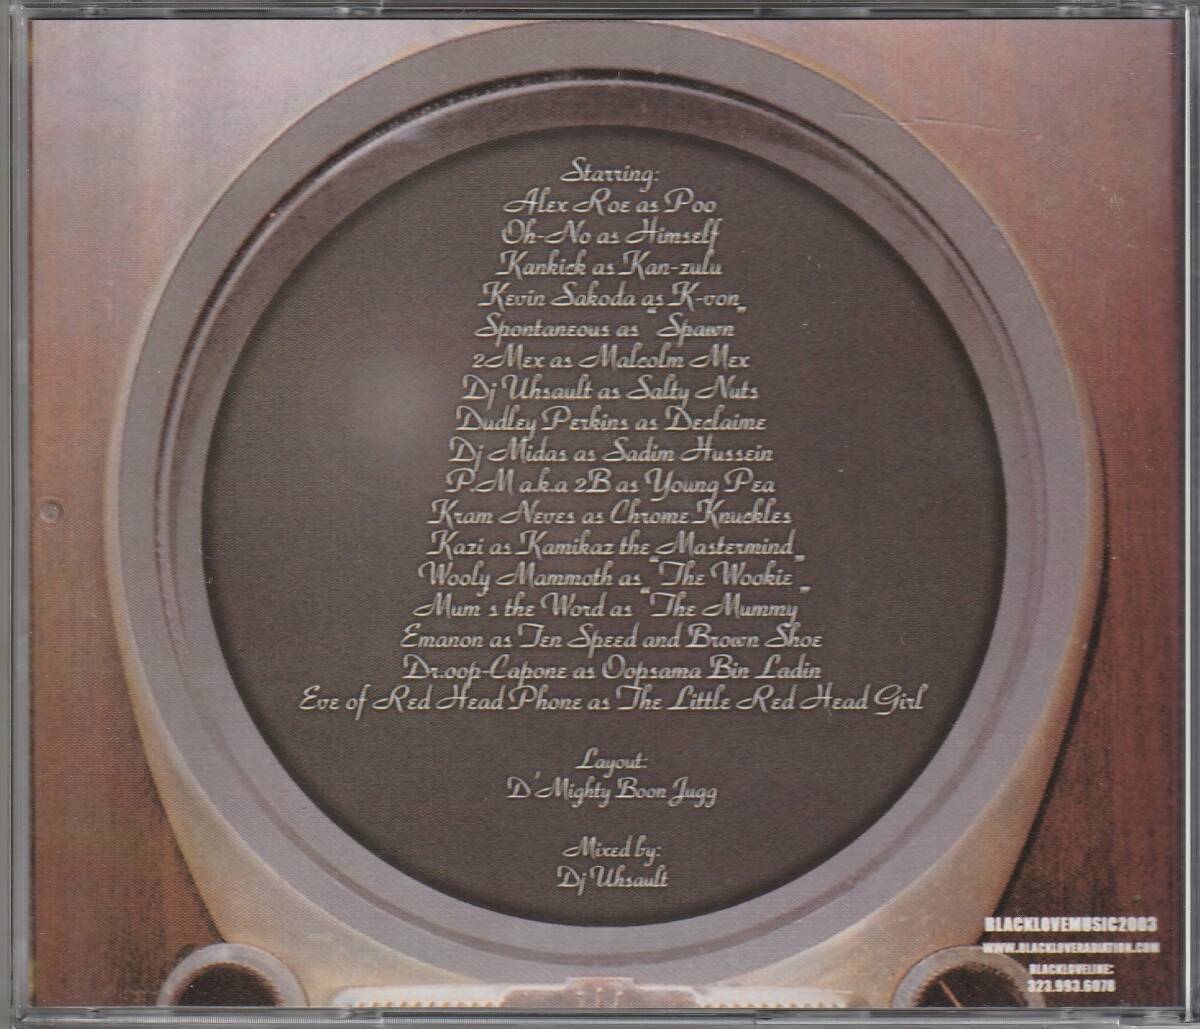 Starring:
Alex Roe as Poo
Oh-No as Himself
Kankick as Kan-zulu
Kevin Sakoda as K-von
Spontaneous as "Spawn"
2Mex as Malcolm Mex
Dj Uhsault as Salty Nuts
Dudley Perkins as Declaime
Dj Midas as Sadim Hussein
P.M a.k.a 2B as Young Pea
Kram Neves as Chrome Knuckles
Kazi as Kamikaz the Mastermind
Wooly Mammoth as "The Wookie"
Mum s the Word as "The Mummy"
Emanon as Ten Speed and Brown Shoe
Dr.oop-Capone as Oopsama Bin Ladin
Eve of Red Head Phone as The Little Red Head Girl
Layout:
D'Mighty Boon Jugg
Mixed by:
Dj Uhsault
BLACKLOVEMUSIC2003
WWW.BLACKLOVERADIATION.COM
BLACKLOVELINE:
323.993.6078